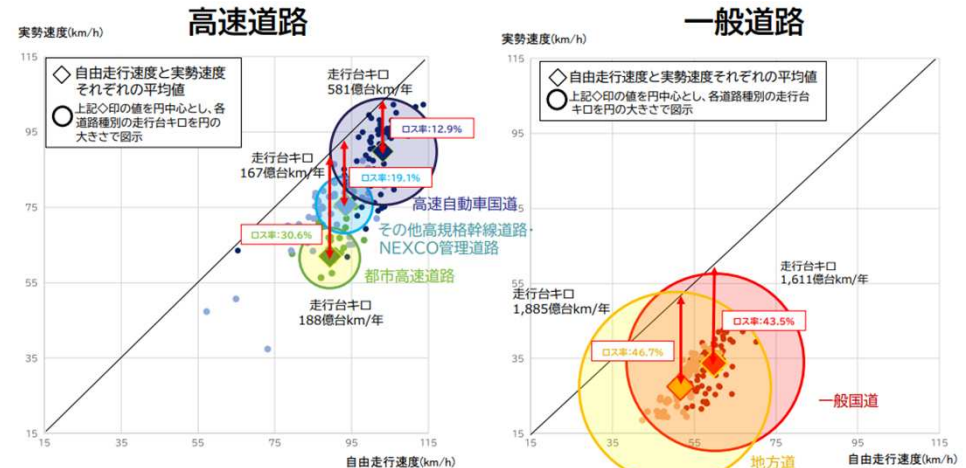 高速道路
実勢速度(km/h)
115
95
75
55
35
15
15
35
55
75
95
115
自由走行速度(km/h)
◇自由走行速度と実勢速度
それぞれの平均値
○上記◇印の値を円中心とし、各
道路種別の走行台キロを円の
大きさで図示
走行台キロ
581億台km/年
ロス率:12.9%
走行台キロ
167億台km/年
ロス率:19.1%
高速自動車国道
ロス率:30.6%
その他高規格幹線道路・
NEXCO管理道路
都市高速道路
走行台キロ
188億台km/年
一般道路
実勢速度(km/h)
115
95
75
55
35
15
15
35
55
75
95
115
自由走行速度(km/h)
◇自由走行速度と実勢速度それぞれの平均値
○上記◇印の値を円中心とし、各道路種別の走行台
キロを円の大きさで図示
走行台キロ
1,611億台km/年
走行台キロ
1,885億台km/年
ロス率:43.5%
ロス率:46.7%
一般国道
地方道